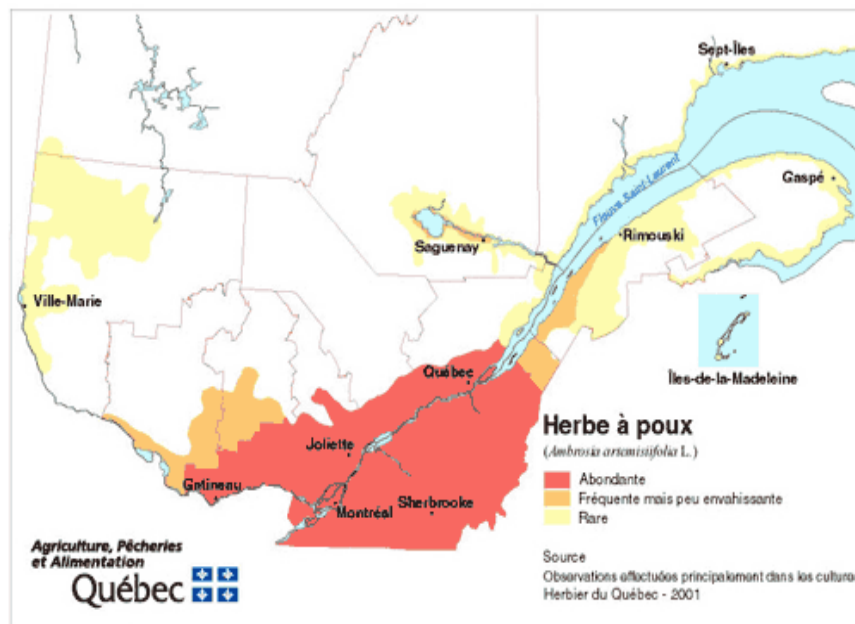 Sept-Îles
Fleuve Saint-Laurent
Gaspé
Rimouski
Saguenay
Ville-Marie
Îles-de-la-Madeleine
Québec
Herbe à poux
(Ambrosia artemisiifolia L.)
Joliette
Abondante
Gatineau
Fréquente mais peu envahissante
Montréal
Sherbrooke
Rare
Agriculture, Pêcheries
et Alimentation
Québec
Source
Observations effectuées principalement dans les cultures
Herbier du Québec - 2001